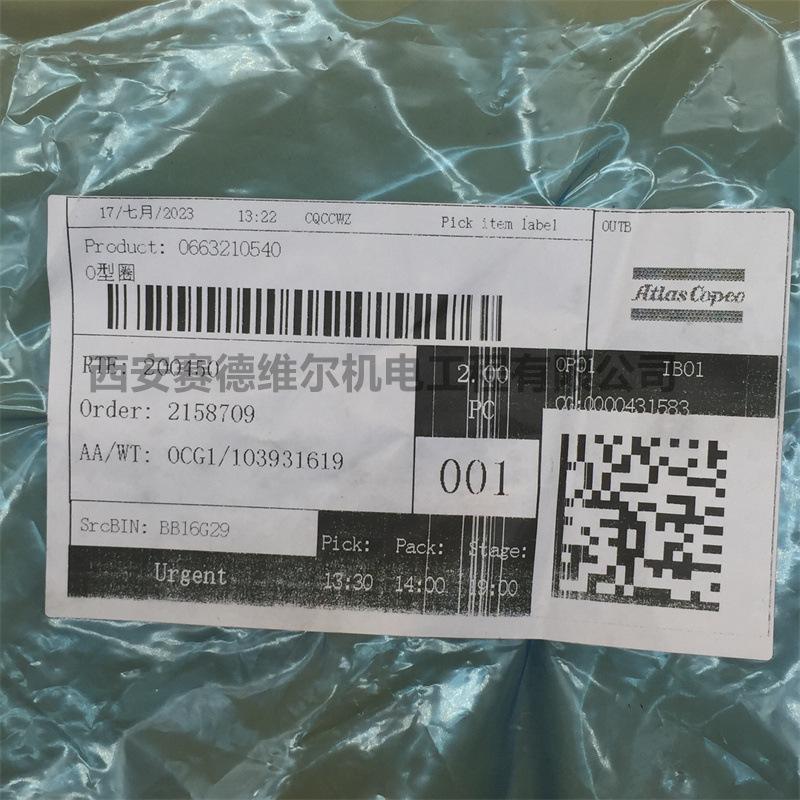 17/七月/2023 13:22 CQCCWZ Pick item label
OUTB
Product: 0663210540
O型圈
Atlas Copco
RTE: 200450
2.00
PC
OP01 IB01
CG:0000431583
西安赛德维尔机电工程有限公司
Order: 2158709
AA/WT: OCG1/103931619
001
SrcBIN: BB16G29
Pick: Pack: Stage:
13:30 14:00 19:00
Urgent